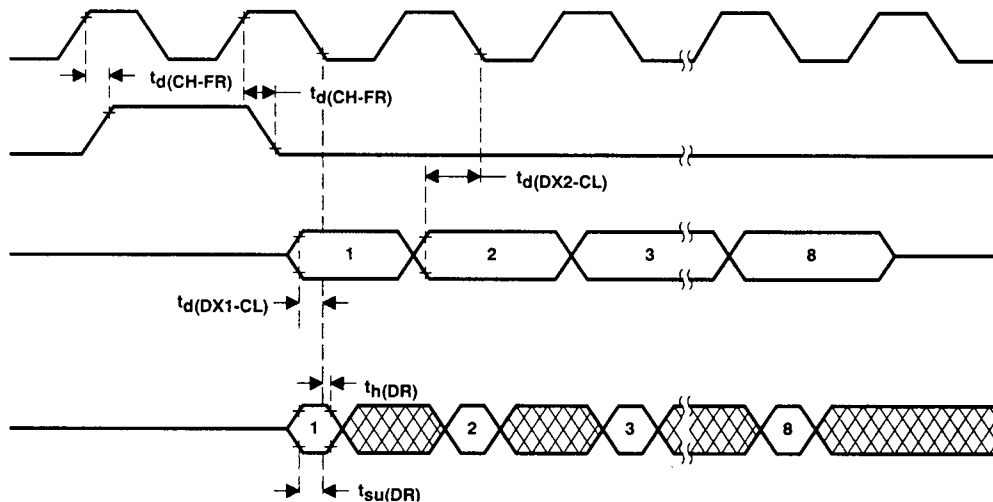 td(CH-FR)
td(CH-FR)
td(DX2-CL)
1 2 3 8
td(DX1-CL)
th(DR)
1 2 3 8
tsu(DR)